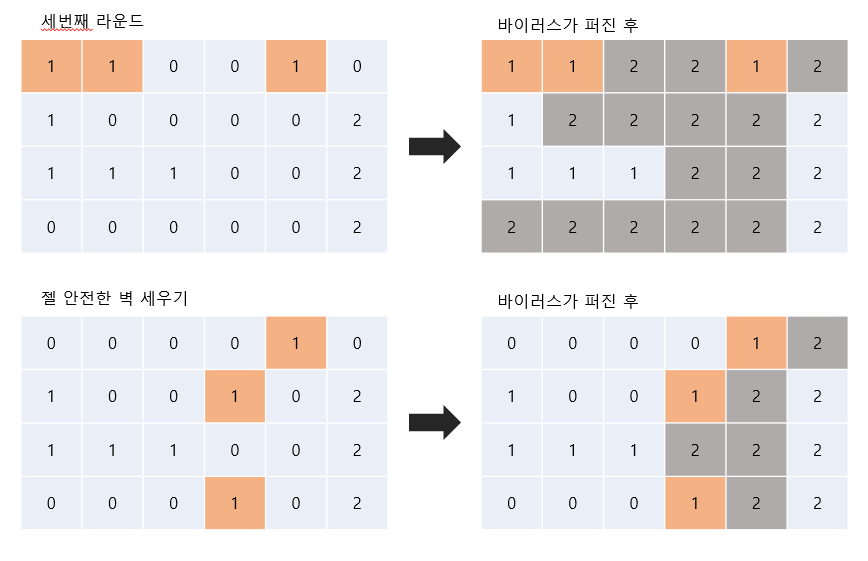 세번째 라운드
1 1 0 0 1 0
1 0 0 0 0 2
1 1 1 0 0 2
0 0 0 0 0 2
바이러스가 퍼진 후
1 1 2 2 1 2
1 2 2 2 2 2
1 1 1 2 2 2
2 2 2 2 2 2
젤 안전한 벽 세우기
0 0 0 0 1 0
1 0 0 1 0 2
1 1 1 0 0 2
0 0 0 1 0 2
바이러스가 퍼진 후
0 0 0 0 1 2
1 0 0 1 2 2
1 1 1 2 2 2
0 0 0 1 2 2